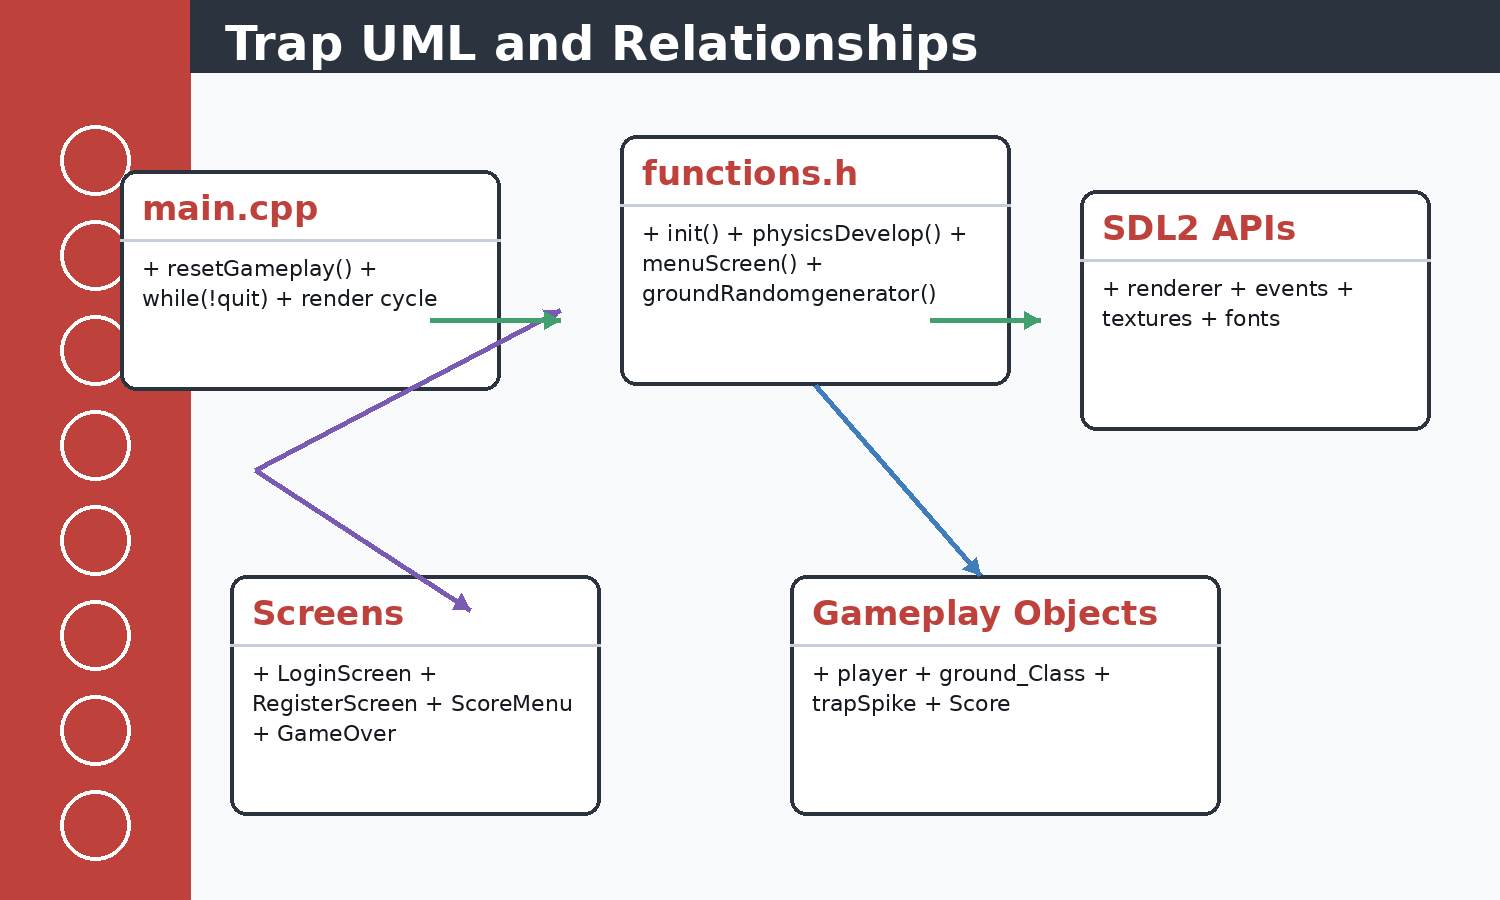 Trap UML and Relationships
main.cpp
+ resetGameplay() +
while(!quit) + render cycle
functions.h
+ init() + physicsDevelop() +
menuScreen() +
groundRandomgenerator()
SDL2 APIs
+ renderer + events +
textures + fonts
Screens
+ LoginScreen +
RegisterScreen + ScoreMenu
+ GameOver
Gameplay Objects
+ player + ground_Class +
trapSpike + Score